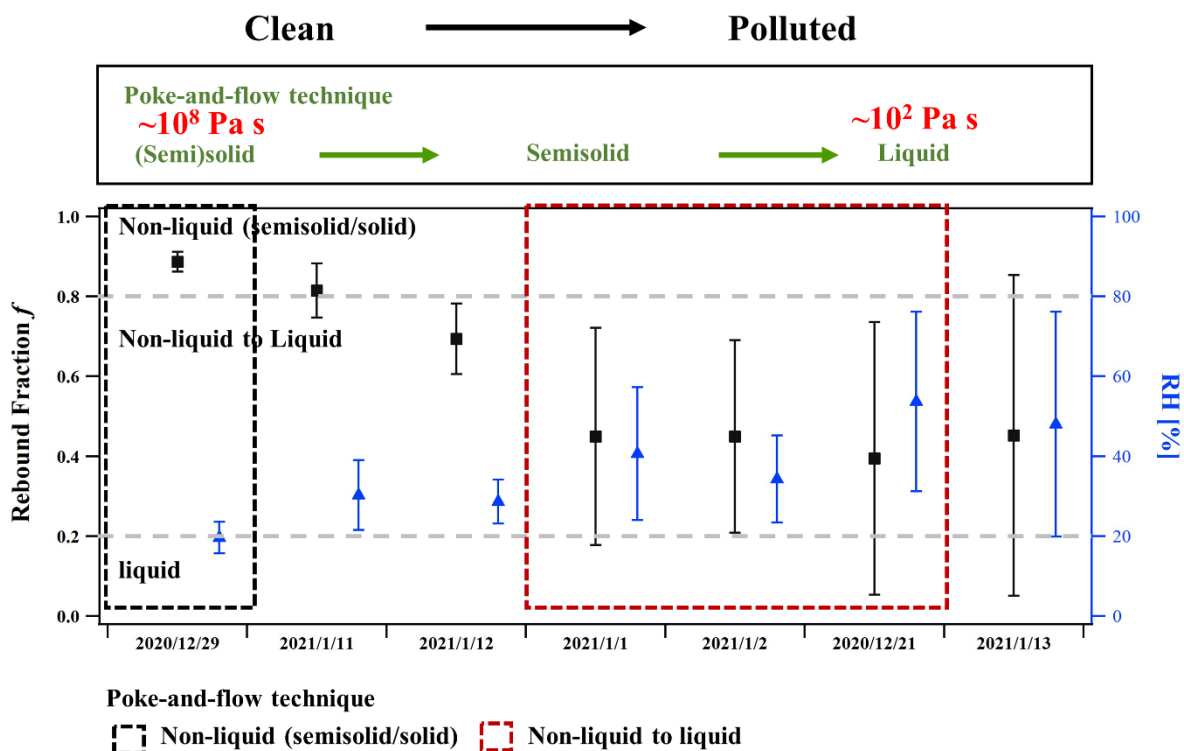 Clean Polluted
Poke-and-flow technique
~10⁸ Pa s ~10² Pa s
(Semi)solid Semisolid Liquid
1.0 Non-liquid (semisolid/solid) 100
0.8 80
Non-liquid to Liquid
0.6 60
0.4 40
0.2 20
liquid
0.0 0
Rebound Fraction f
RH [%]
2020/12/29 2021/1/11 2021/1/12 2021/1/1 2021/1/2 2020/12/21 2021/1/13
Poke-and-flow technique
Non-liquid (semisolid/solid) Non-liquid to liquid